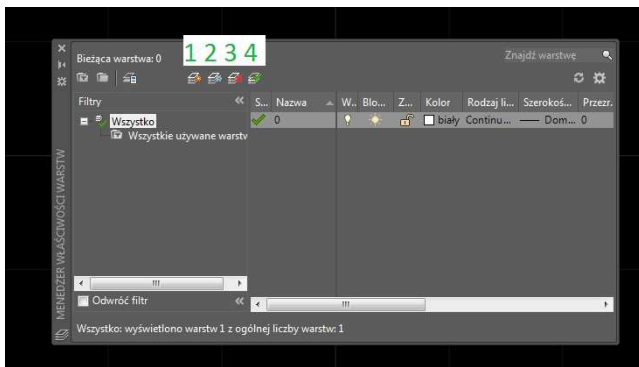 1 2 3 4
Bieżąca warstwa: 0
Znajdź warstwę
Filtry
S... Nazwa W.. Blo... Z... Kolor Rodzaj li... Szerokoś... Przezr.
Wszystko
0 biały Continu... Dom... 0
Wszystkie używane warstv
Odwróć filtr
Wszystko: wyświetlono warstw 1 z ogólnej liczby warstw: 1
MENEDŻER WŁAŚCIWOŚCI WARSTW